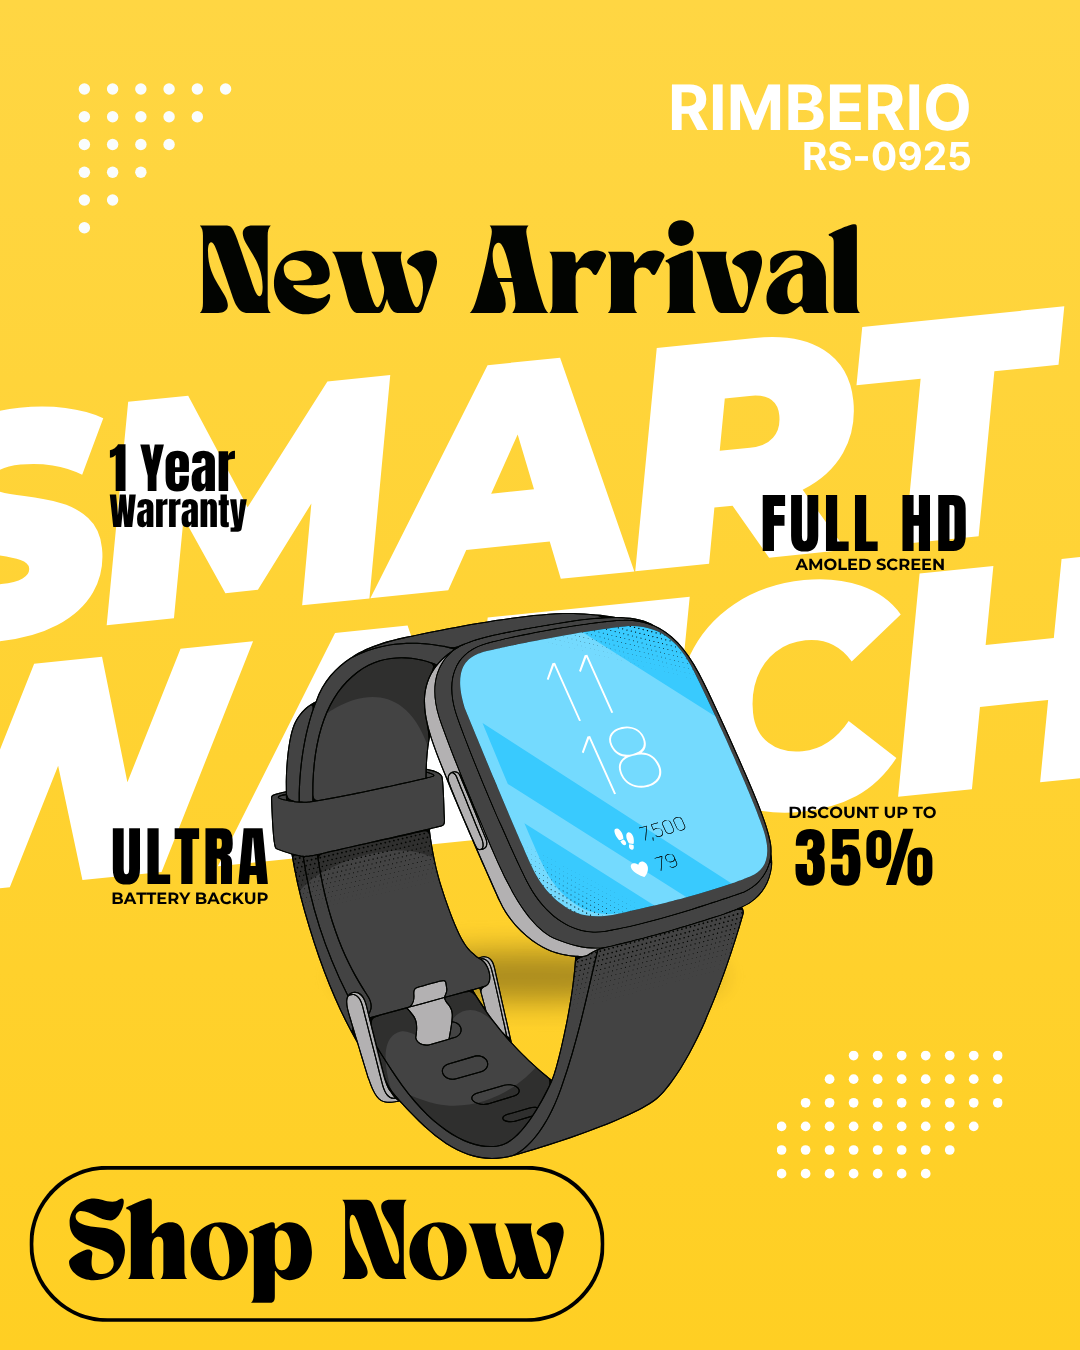 RIMBERIO
RS-0925
New Arrival
SMART
WATCH
1 Year
Warranty
FULL HD
AMOLED SCREEN
11
18
7,500
79
ULTRA
BATTERY BACKUP
DISCOUNT UP TO
35%
Shop Now